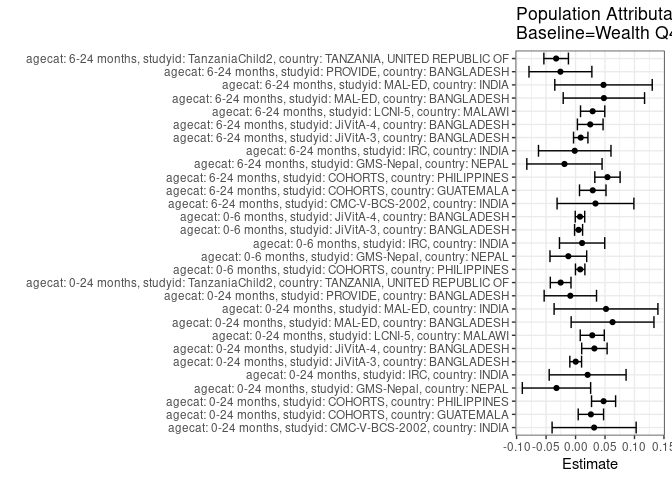 Population Attributa
Baseline=Wealth Q4
agecat: 6-24 months, studyid: TanzaniaChild2, country: TANZANIA, UNITED REPUBLIC OF
agecat: 6-24 months, studyid: PROVIDE, country: BANGLADESH
agecat: 6-24 months, studyid: MAL-ED, country: INDIA
agecat: 6-24 months, studyid: MAL-ED, country: BANGLADESH
agecat: 6-24 months, studyid: LCNI-5, country: MALAWI
agecat: 6-24 months, studyid: JiVitA-4, country: BANGLADESH
agecat: 6-24 months, studyid: JiVitA-3, country: BANGLADESH
agecat: 6-24 months, studyid: IRC, country: INDIA
agecat: 6-24 months, studyid: GMS-Nepal, country: NEPAL
agecat: 6-24 months, studyid: COHORTS, country: PHILIPPINES
agecat: 6-24 months, studyid: COHORTS, country: GUATEMALA
agecat: 6-24 months, studyid: CMC-V-BCS-2002, country: INDIA
agecat: 0-6 months, studyid: JiVitA-4, country: BANGLADESH
agecat: 0-6 months, studyid: JiVitA-3, country: BANGLADESH
agecat: 0-6 months, studyid: IRC, country: INDIA
agecat: 0-6 months, studyid: GMS-Nepal, country: NEPAL
agecat: 0-6 months, studyid: COHORTS, country: PHILIPPINES
agecat: 0-24 months, studyid: TanzaniaChild2, country: TANZANIA, UNITED REPUBLIC OF
agecat: 0-24 months, studyid: PROVIDE, country: BANGLADESH
agecat: 0-24 months, studyid: MAL-ED, country: INDIA
agecat: 0-24 months, studyid: MAL-ED, country: BANGLADESH
agecat: 0-24 months, studyid: LCNI-5, country: MALAWI
agecat: 0-24 months, studyid: JiVitA-4, country: BANGLADESH
agecat: 0-24 months, studyid: JiVitA-3, country: BANGLADESH
agecat: 0-24 months, studyid: IRC, country: INDIA
agecat: 0-24 months, studyid: GMS-Nepal, country: NEPAL
agecat: 0-24 months, studyid: COHORTS, country: PHILIPPINES
agecat: 0-24 months, studyid: COHORTS, country: GUATEMALA
agecat: 0-24 months, studyid: CMC-V-BCS-2002, country: INDIA
-0.10 -0.05 0.00 0.05 0.10 0.15
Estimate